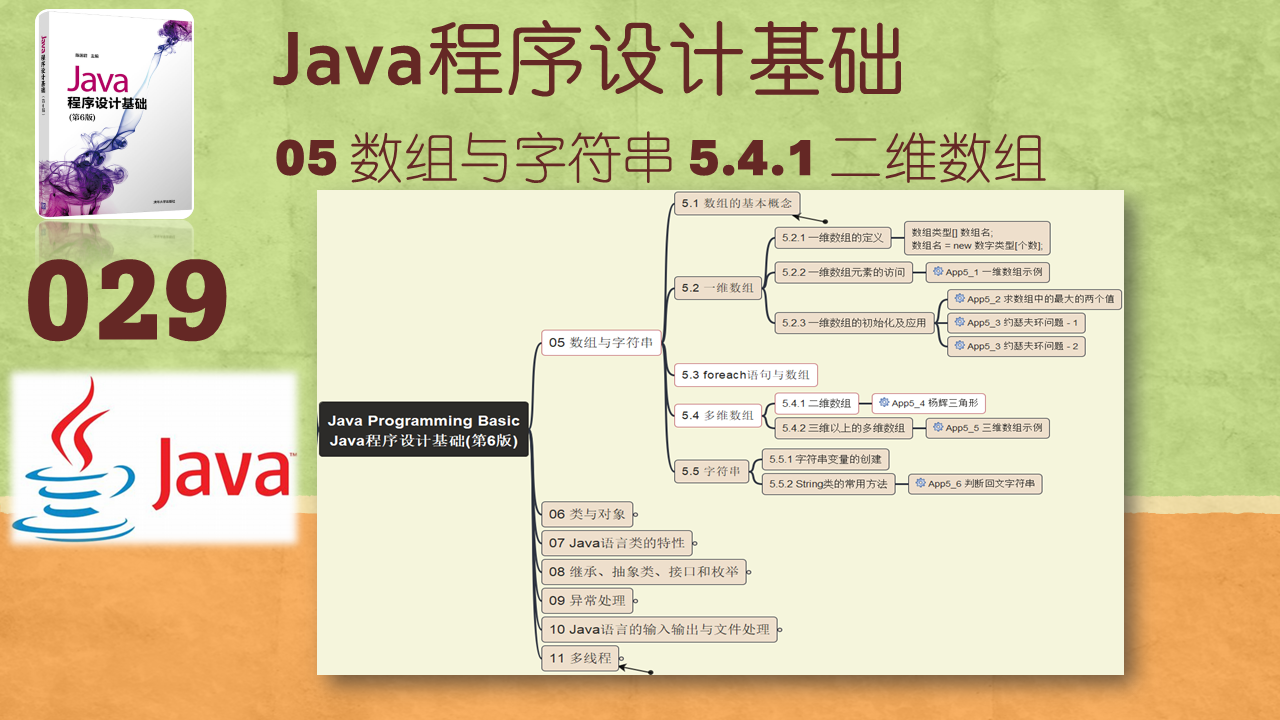 Java程序设计基础
05 数组与字符串 5.4.1 二维数组
陈国君 主编
Java
程序设计基础
(第6版)
清华大学出版社
029
Java™
Java Programming Basic
Java程序设计基础(第6版)
05 数组与字符串
5.1 数组的基本概念
5.2 一维数组
5.2.1 一维数组的定义
数组类型[] 数组名;
数组名 = new 数字类型[个数];
5.2.2 一维数组元素的访问
App5_1 一维数组示例
5.2.3 一维数组的初始化及应用
App5_2 求数组中的最大的两个值
App5_3 约瑟夫环问题 - 1
App5_3 约瑟夫环问题 - 2
5.3 foreach语句与数组
5.4 多维数组
5.4.1 二维数组
App5_4 杨辉三角形
5.4.2 三维以上的多维数组
App5_5 三维数组示例
5.5 字符串
5.5.1 字符串变量的创建
5.5.2 String类的常用方法
App5_6 判断回文字符串
06 类与对象
07 Java语言类的特性
08 继承、抽象类、接口和枚举
09 异常处理
10 Java语言的输入输出与文件处理
11 多线程